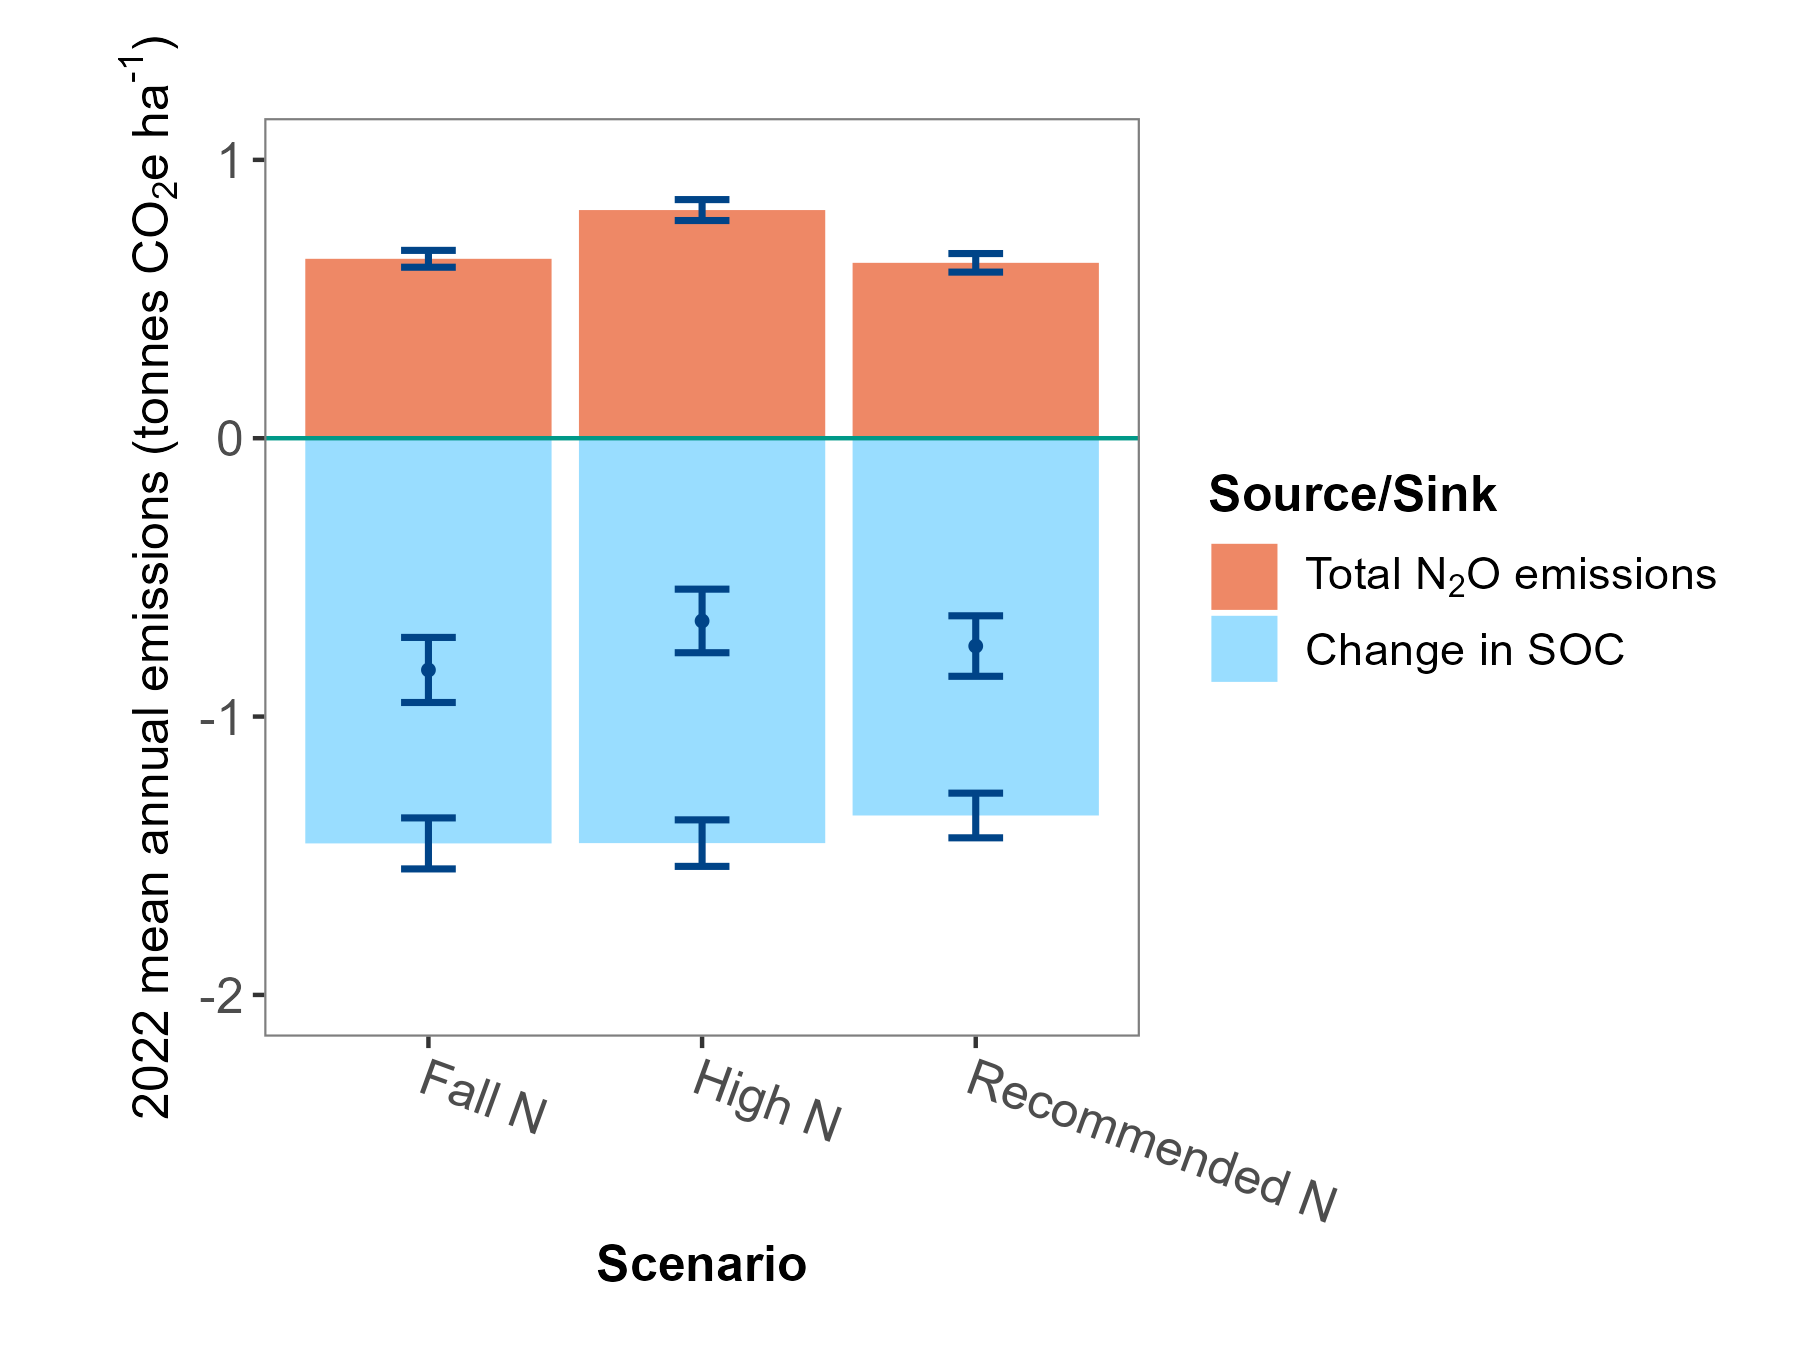 2022 mean annual emissions (tonnes CO₂e ha⁻¹)
1
0
-1
-2
Fall N
High N
Recommended N
Scenario
Source/Sink
Total N₂O emissions
Change in SOC